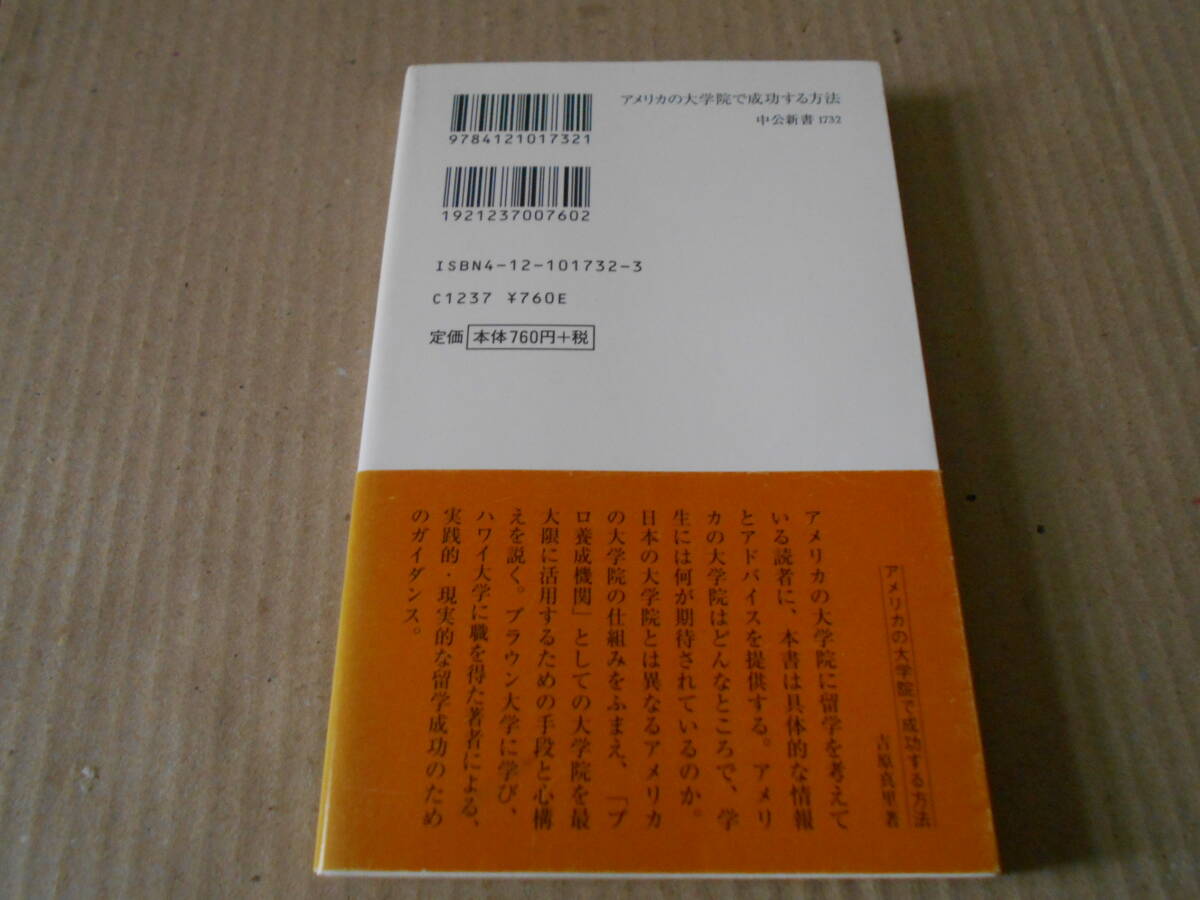 アメリカの大学院で成功する方法
中公新書 1732
9784121017321
1921237007602
ISBN4-12-101732-3
C1237 ¥760E
定価 本体760円+税
アメリカの大学院で成功する方法
吉原真里著
アメリカの大学院に留学を考えて
いる読者に、本書は具体的な情報
とアドバイスを提供する。アメリ
カの大学院はどんなところで、学
生には何が期待されているのか。
日本の大学院とは異なるアメリカ
の大学院の仕組みをふまえ、「プ
ロ養成機関」としての大学院を最
大限に活用するための手段と心構
えを説く。ブラウン大学に学び、
ハワイ大学に職を得た著者による、
実践的・現実的な留学成功のため
のガイダンス。